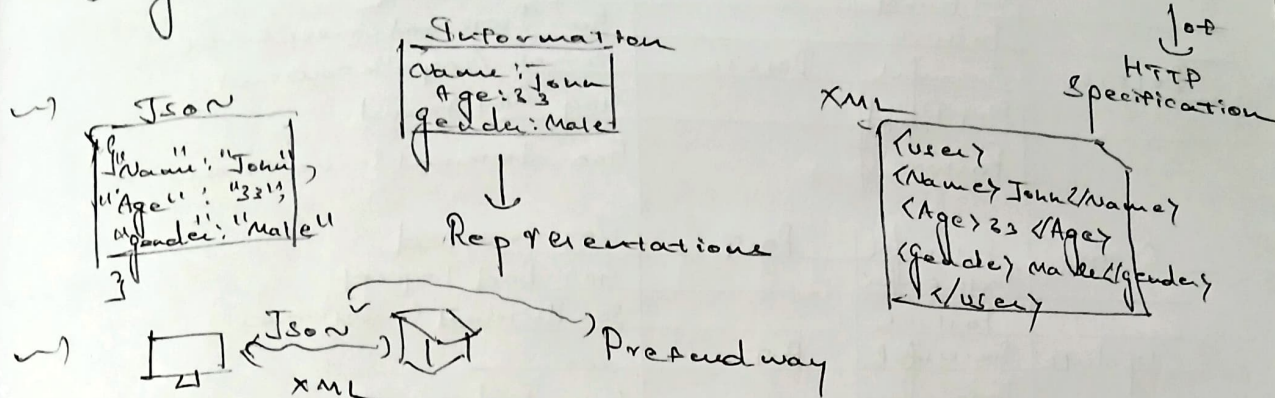 Information
Name : John
Age : 33
gender : Male
Representations
Json
{
"Name" : "John",
"Age" : "33",
"gender" : "Male"
}
HTTP
Specification
XML
<user>
<Name> John </Name>
<Age> 33 </Age>
<gender> Male </gender>
</user>
Json
XML
Prefered way